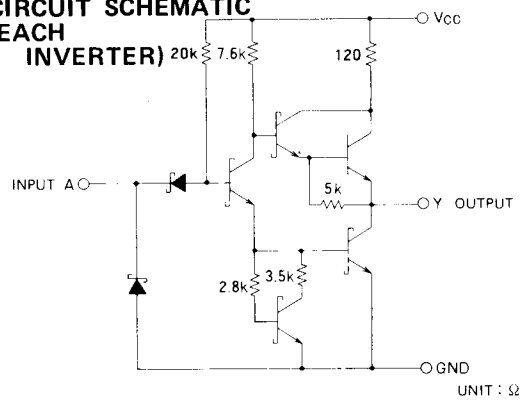 CIRCUIT SCHEMATIC
(EACH
INVERTER)
20k 7.6k 120
VCC
INPUT A
5k
Y OUTPUT
2.8k 3.5k
GND
UNIT : Ω